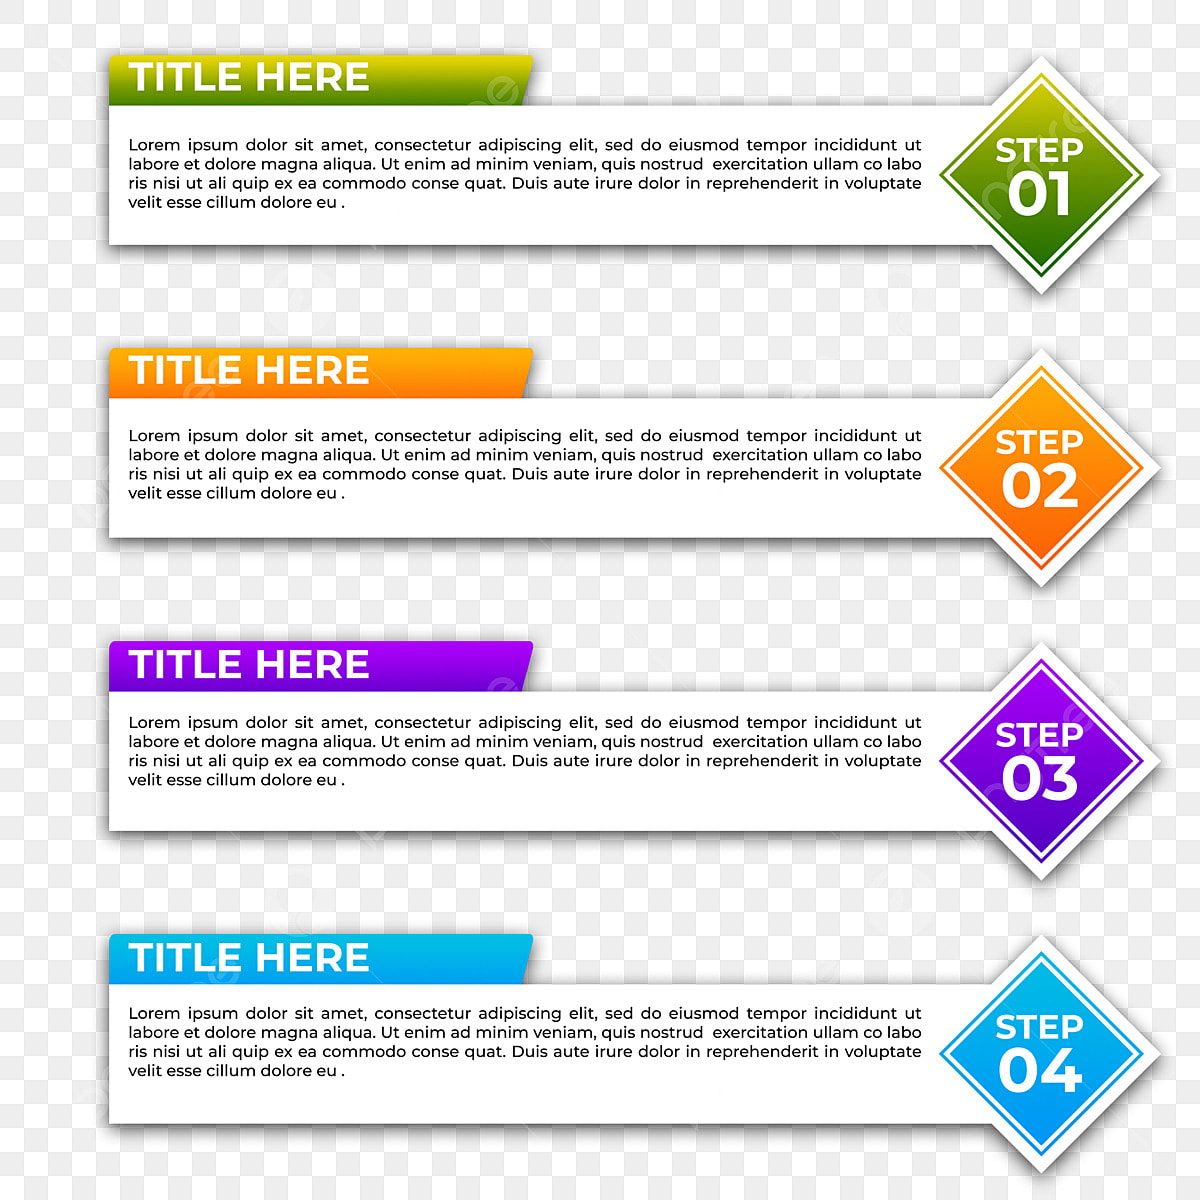 TITLE HERE
Lorem ipsum dolor sit amet, consectetur adipiscing elit, sed do eiusmod tempor incididunt ut
labore et dolore magna aliqua. Ut enim ad minim veniam, quis nostrud exercitation ullam co labo
ris nisi ut ali quip ex ea commodo conse quat. Duis aute irure dolor in reprehenderit in voluptate
velit esse cillum dolore eu .
STEP
01
TITLE HERE
Lorem ipsum dolor sit amet, consectetur adipiscing elit, sed do eiusmod tempor incididunt ut
labore et dolore magna aliqua. Ut enim ad minim veniam, quis nostrud exercitation ullam co labo
ris nisi ut ali quip ex ea commodo conse quat. Duis aute irure dolor in reprehenderit in voluptate
velit esse cillum dolore eu .
STEP
02
TITLE HERE
Lorem ipsum dolor sit amet, consectetur adipiscing elit, sed do eiusmod tempor incididunt ut
labore et dolore magna aliqua. Ut enim ad minim veniam, quis nostrud exercitation ullam co labo
ris nisi ut ali quip ex ea commodo conse quat. Duis aute irure dolor in reprehenderit in voluptate
velit esse cillum dolore eu .
STEP
03
TITLE HERE
Lorem ipsum dolor sit amet, consectetur adipiscing elit, sed do eiusmod tempor incididunt ut
labore et dolore magna aliqua. Ut enim ad minim veniam, quis nostrud exercitation ullam co labo
ris nisi ut ali quip ex ea commodo conse quat. Duis aute irure dolor in reprehenderit in voluptate
velit esse cillum dolore eu .
STEP
04